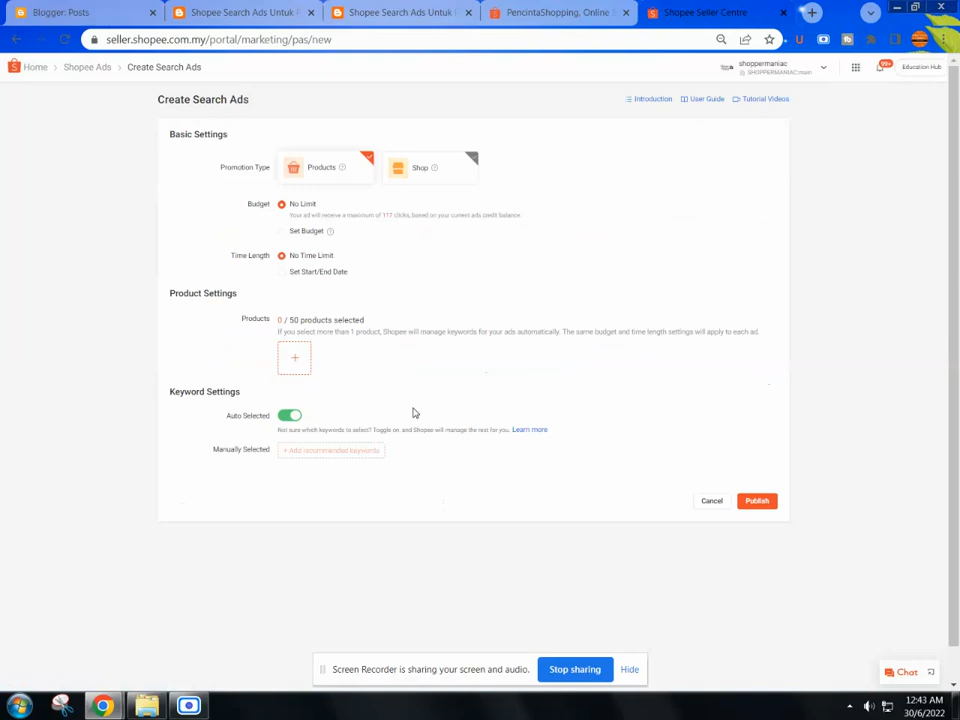 Blogger: Posts
Shopee Search Ads Untuk
Shopee Search Ads Untuk
PencintaShopping, Online
Shopee Seller Centre
seller.shopee.com.my/portal/marketing/pas/new
Home > Shopee Ads > Create Search Ads
shoppermaniac
SHOPPERMANIAC:main
99+
Education Hub
Create Search Ads
Introduction
User Guide
Tutorial Videos
Basic Settings
Promotion Type
Products
Shop
Budget
No Limit
Your ad will receive a maximum of 117 clicks, based on your current ads credit balance.
Set Budget
Time Length
No Time Limit
Set Start/End Date
Product Settings
Products
0 / 50 products selected
If you select more than 1 product, Shopee will manage keywords for your ads automatically. The same budget and time length settings will apply to each ad.
+
Keyword Settings
Auto Selected
Not sure which keywords to select? Toggle on, and Shopee will manage the rest for you. Learn more
Manually Selected
+ Add recommended keywords
Cancel
Publish
Screen Recorder is sharing your screen and audio.
Stop sharing
Hide
Chat
12:43 AM
30/6/2022